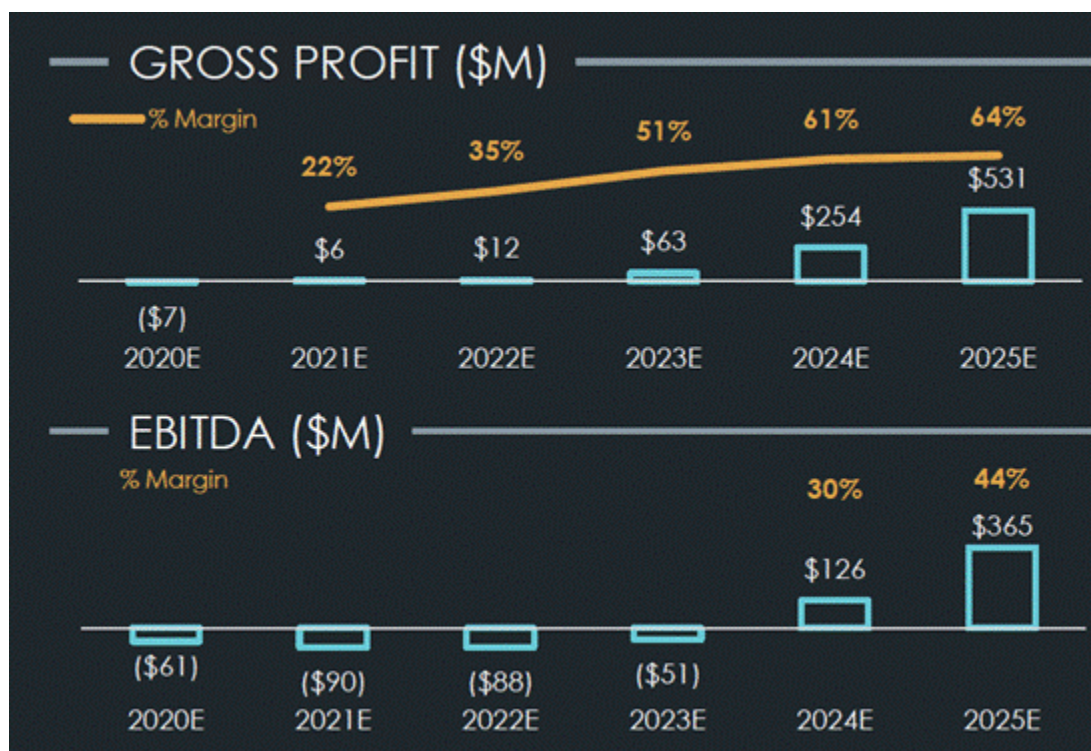 GROSS PROFIT ($M)
% Margin
22% 35% 51% 61% 64%
($7) $6 $12 $63 $254 $531
2020E 2021E 2022E 2023E 2024E 2025E
EBITDA ($M)
% Margin
30% 44%
($61) ($90) ($88) ($51) $126 $365
2020E 2021E 2022E 2023E 2024E 2025E